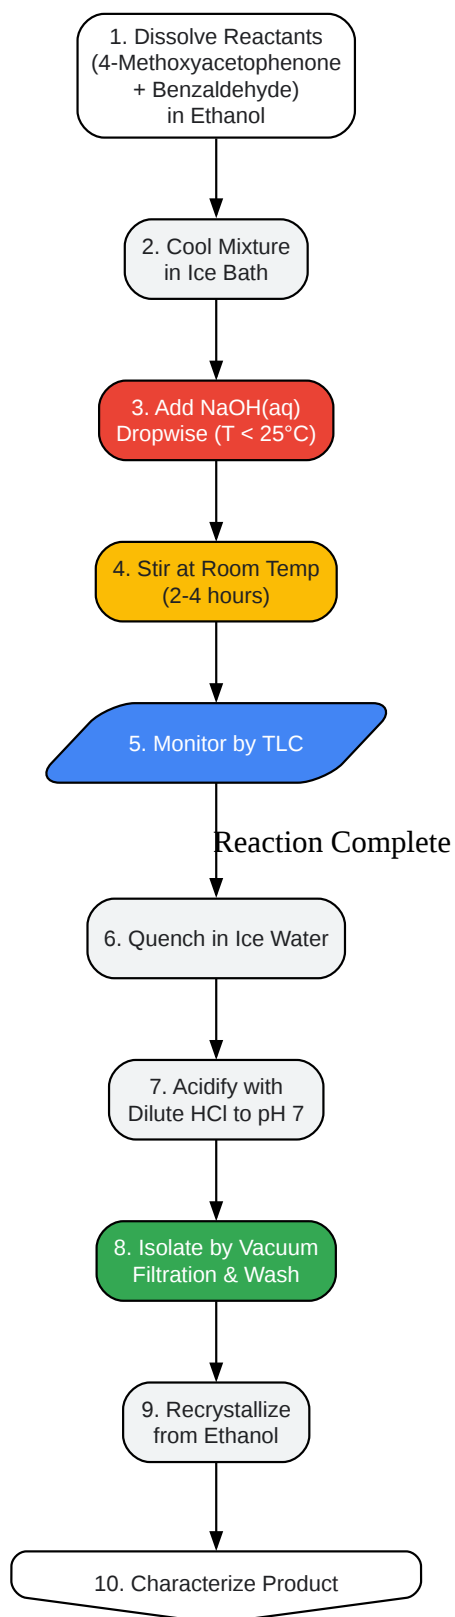 1. Dissolve Reactants
(4-Methoxyacetophenone
+ Benzaldehyde)
in Ethanol
2. Cool Mixture
in Ice Bath
3. Add NaOH(aq)
Dropwise (T < 25°C)
4. Stir at Room Temp
(2-4 hours)
5. Monitor by TLC
Reaction Complete
6. Quench in Ice Water
7. Acidify with
Dilute HCl to pH 7
8. Isolate by Vacuum
Filtration & Wash
9. Recrystallize
from Ethanol
10. Characterize Product